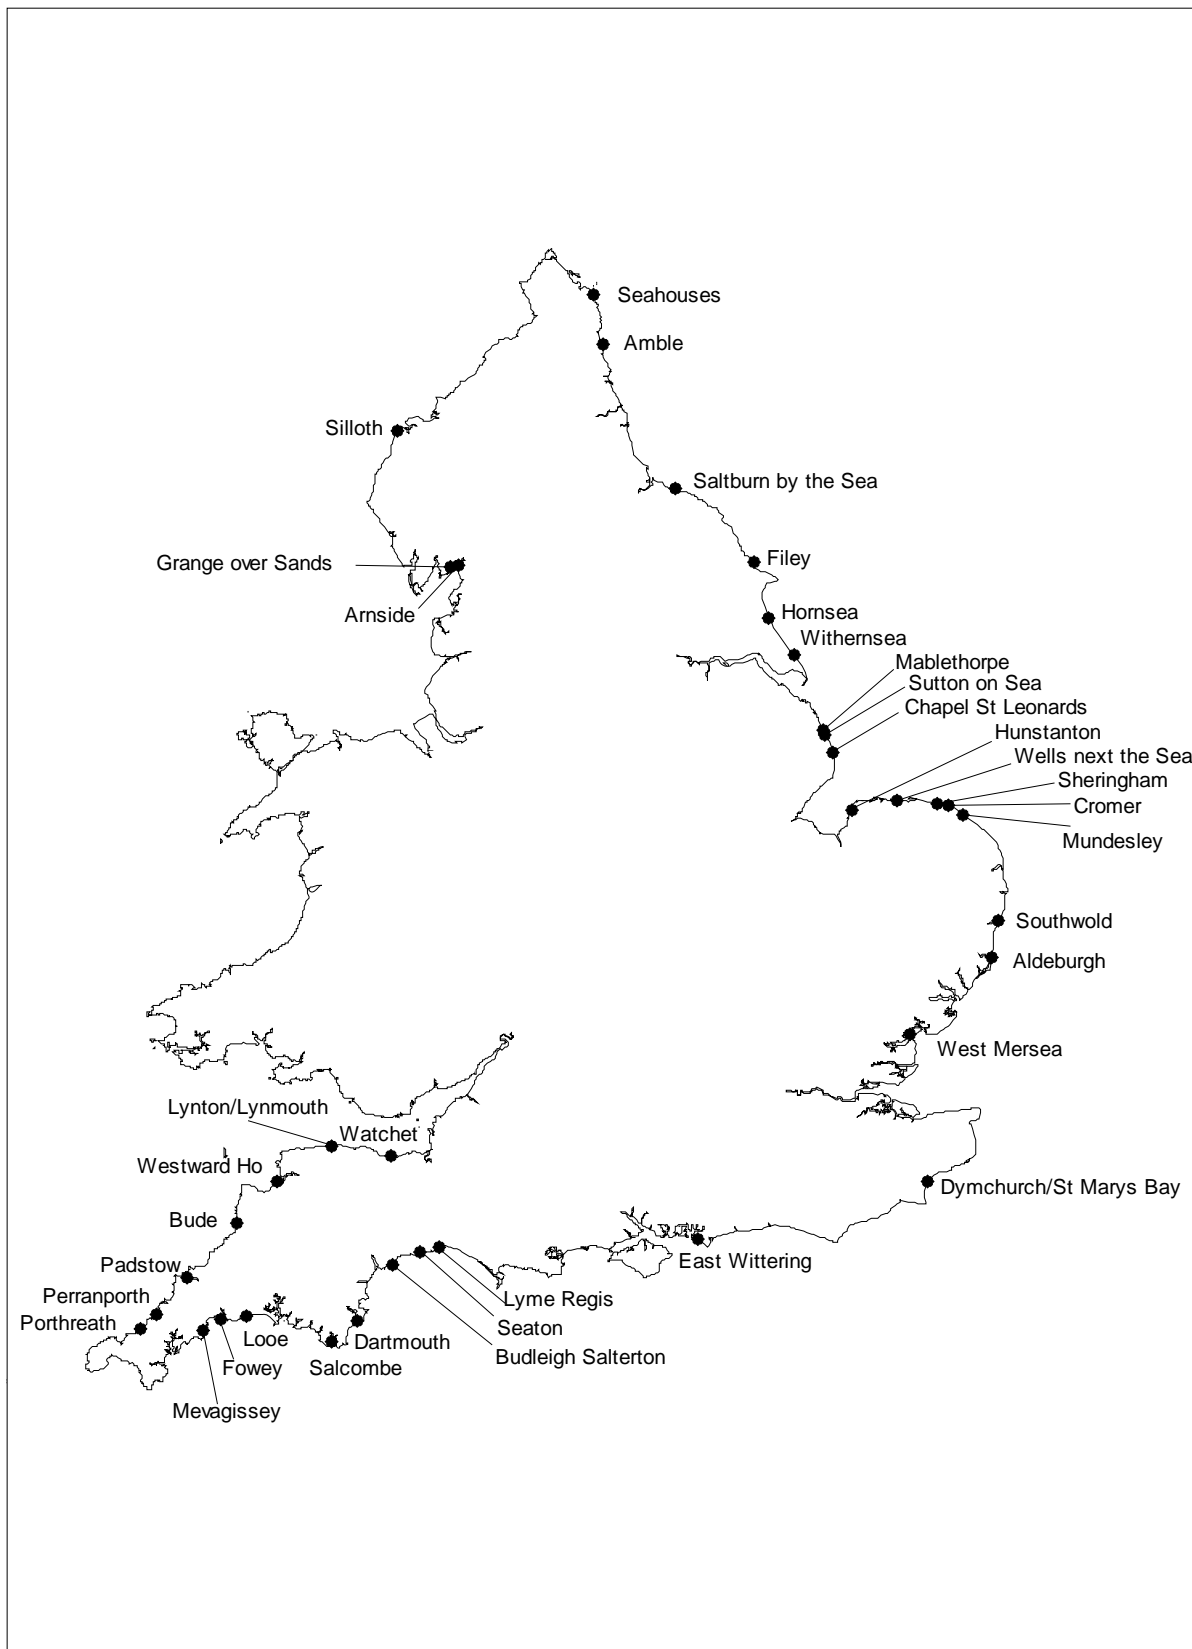 Seahouses
Amble
Silloth
Saltburn by the Sea
Filey
Grange over Sands
Arnside
Hornsea
Withernsea
Mablethorpe
Sutton on Sea
Chapel St Leonards
Hunstanton
Wells next the Sea
Sheringham
Cromer
Mundesley
Southwold
Aldeburgh
West Mersea
Lynton/Lynmouth
Watchet
Westward Ho
Dymchurch/St Marys Bay
Bude
East Wittering
Padstow
Perranporth
Lyme Regis
Porthreath
Seaton
Looe
Dartmouth
Budleigh Salterton
Fowey
Salcombe
Mevagissey